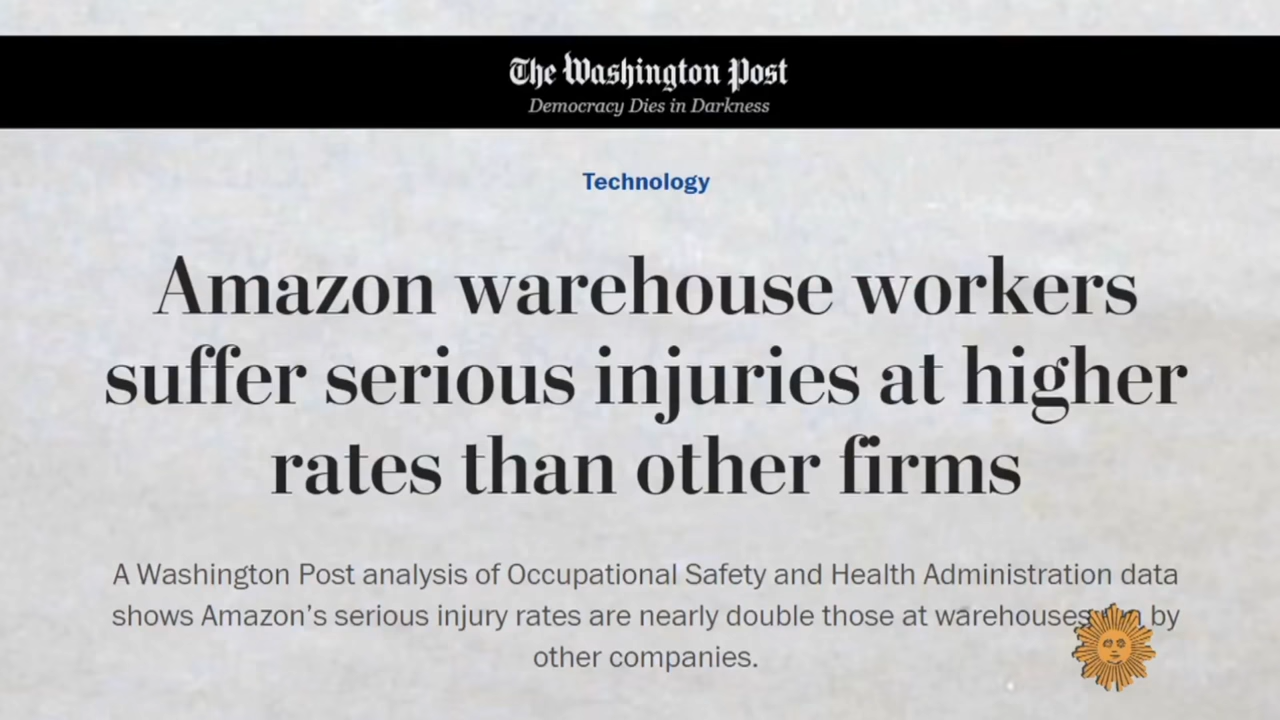 The Washington Post
Democracy Dies in Darkness
Technology
Amazon warehouse workers
suffer serious injuries at higher
rates than other firms
A Washington Post analysis of Occupational Safety and Health Administration data
shows Amazon's serious injury rates are nearly double those at warehouses by
other companies.